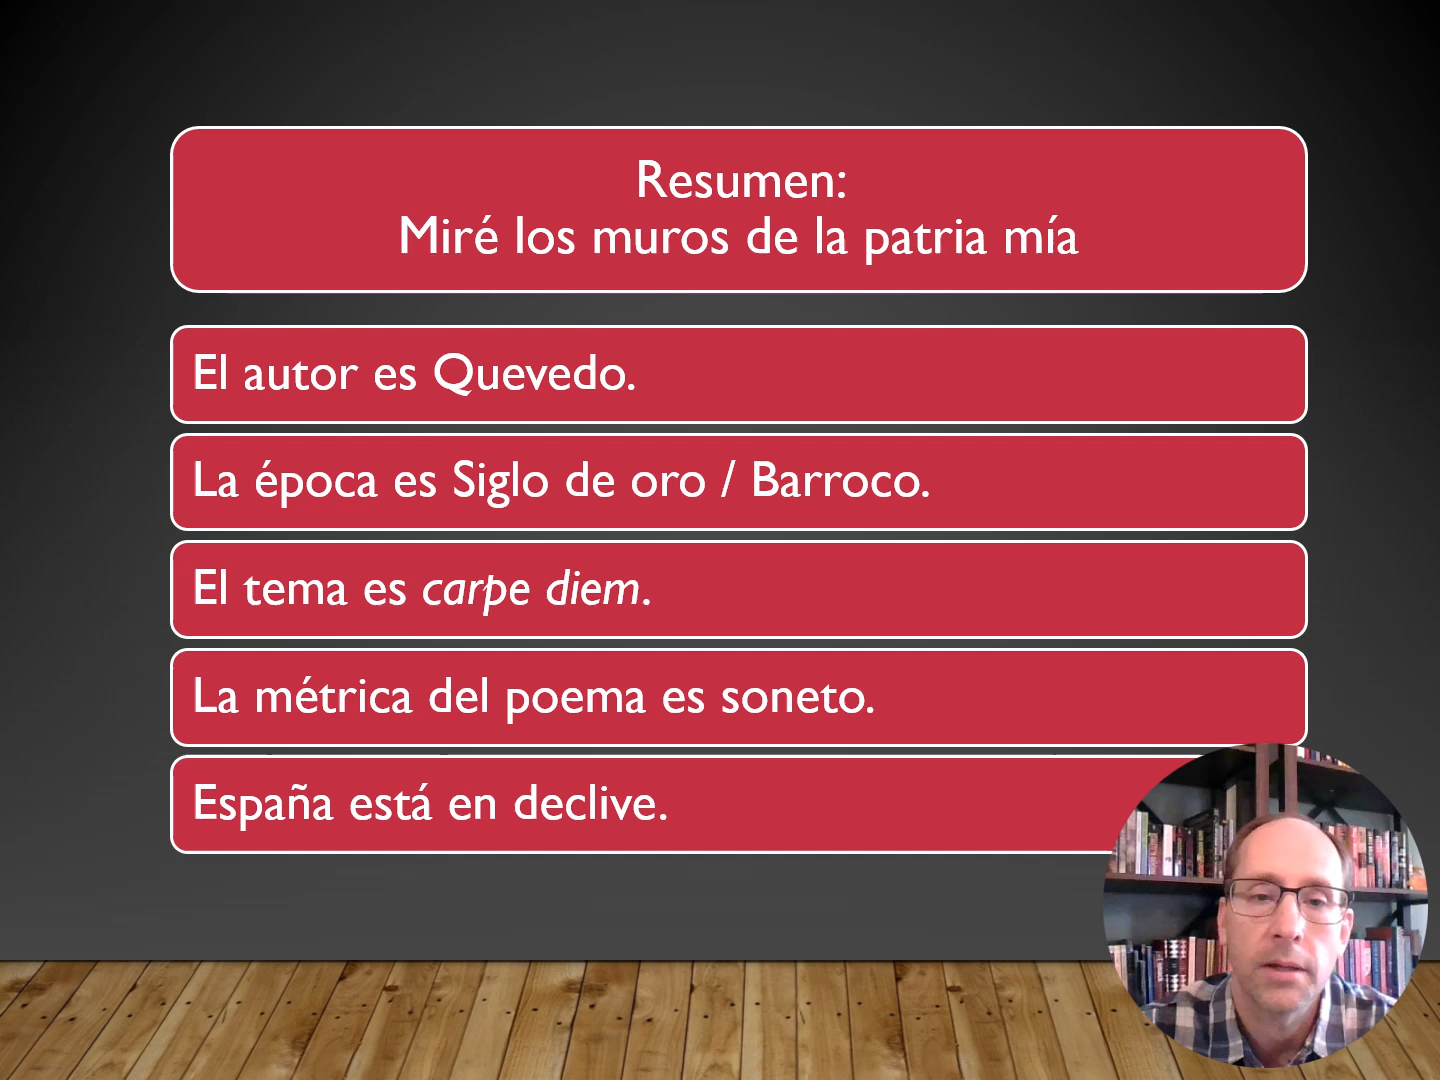 Resumen:
Miré los muros de la patria mía
El autor es Quevedo.
La época es Siglo de oro / Barroco.
El tema es carpe diem.
La métrica del poema es soneto.
España está en declive.